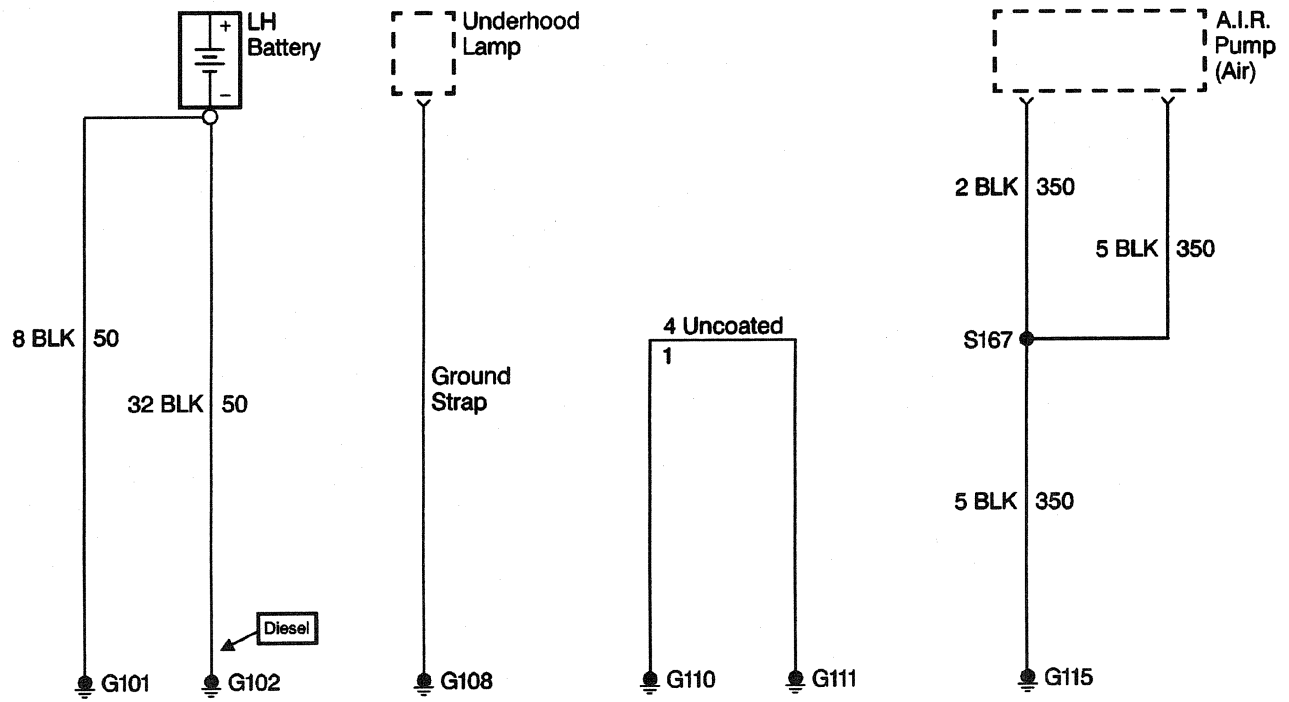 LH
Battery
+
−
Underhood
Lamp
A.I.R.
Pump
(Air)
2 BLK 350
5 BLK 350
8 BLK 50
32 BLK 50
Ground
Strap
4 Uncoated
1
S167
5 BLK 350
Diesel
G101
G102
G108
G110
G111
G115